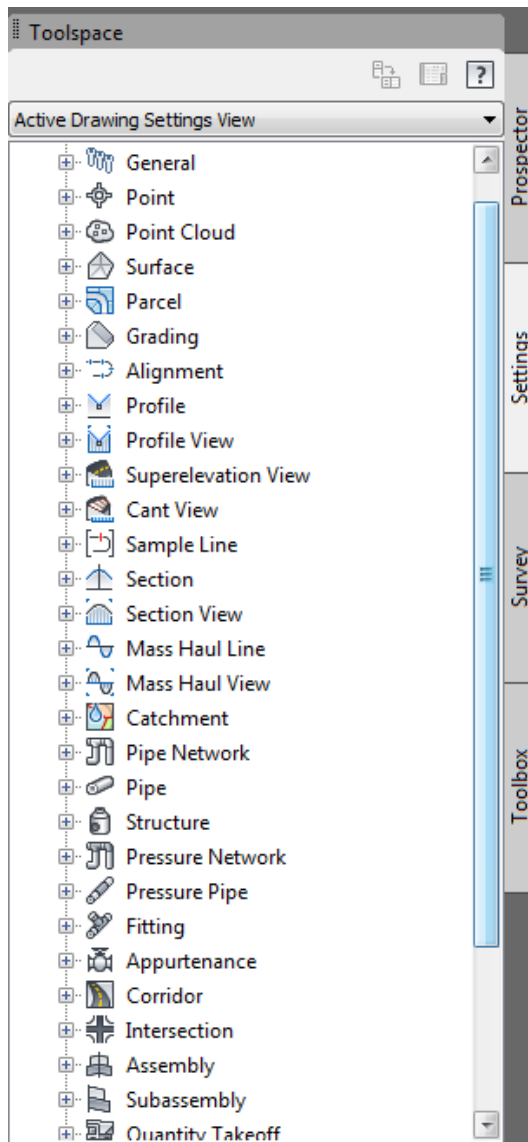 Toolspace
?
Active Drawing Settings View
General
Point
Point Cloud
Surface
Parcel
Grading
Alignment
Profile
Profile View
Superelevation View
Cant View
Sample Line
Section
Section View
Mass Haul Line
Mass Haul View
Catchment
Pipe Network
Pipe
Structure
Pressure Network
Pressure Pipe
Fitting
Appurtenance
Corridor
Intersection
Assembly
Subassembly
Quantity Takeoff
Prospector
Settings
Survey
Toolbox